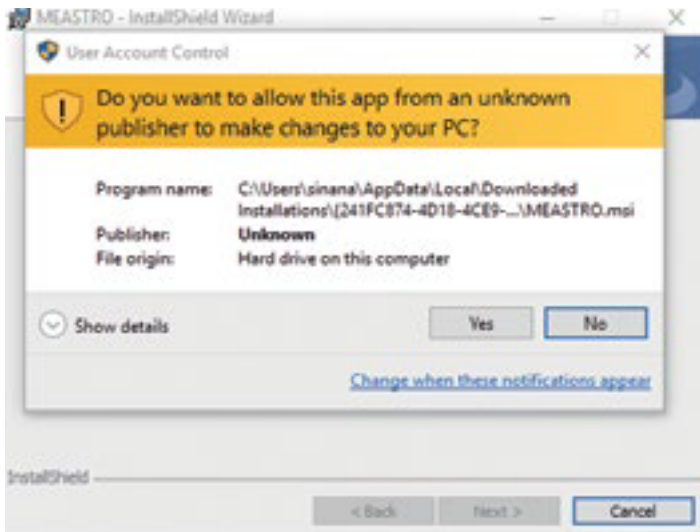 MEASTRO - InstallShield Wizard
User Account Control
Do you want to allow this app from an unknown
publisher to make changes to your PC?
Program name: C:\Users\sinana\AppData\Local\Downloaded
Installations\{241FC874-4D18-4CE9-...\MEASTRO.msi
Publisher: Unknown
File origin: Hard drive on this computer
Show details
Yes No
Change when these notifications appear
InstallShield
< Back Next > Cancel